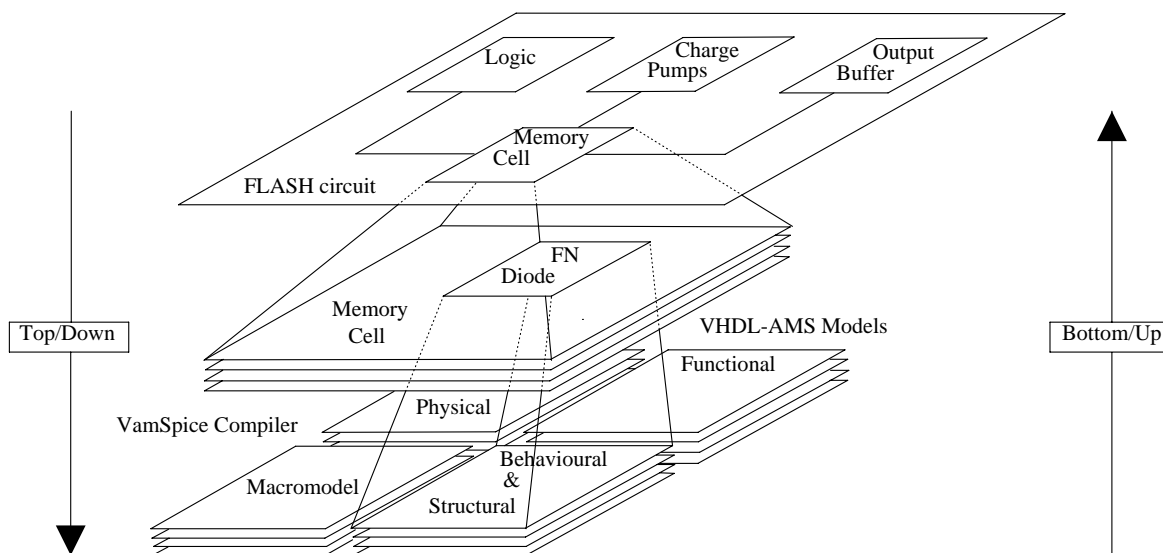 Logic
Charge
Pumps
Output
Buffer
Memory
Cell
FLASH circuit
FN
Diode
Memory
Cell
Top/Down
VHDL-AMS Models
Bottom/Up
Functional
Physical
VamSpice Compiler
Behavioural
&
Structural
Macromodel